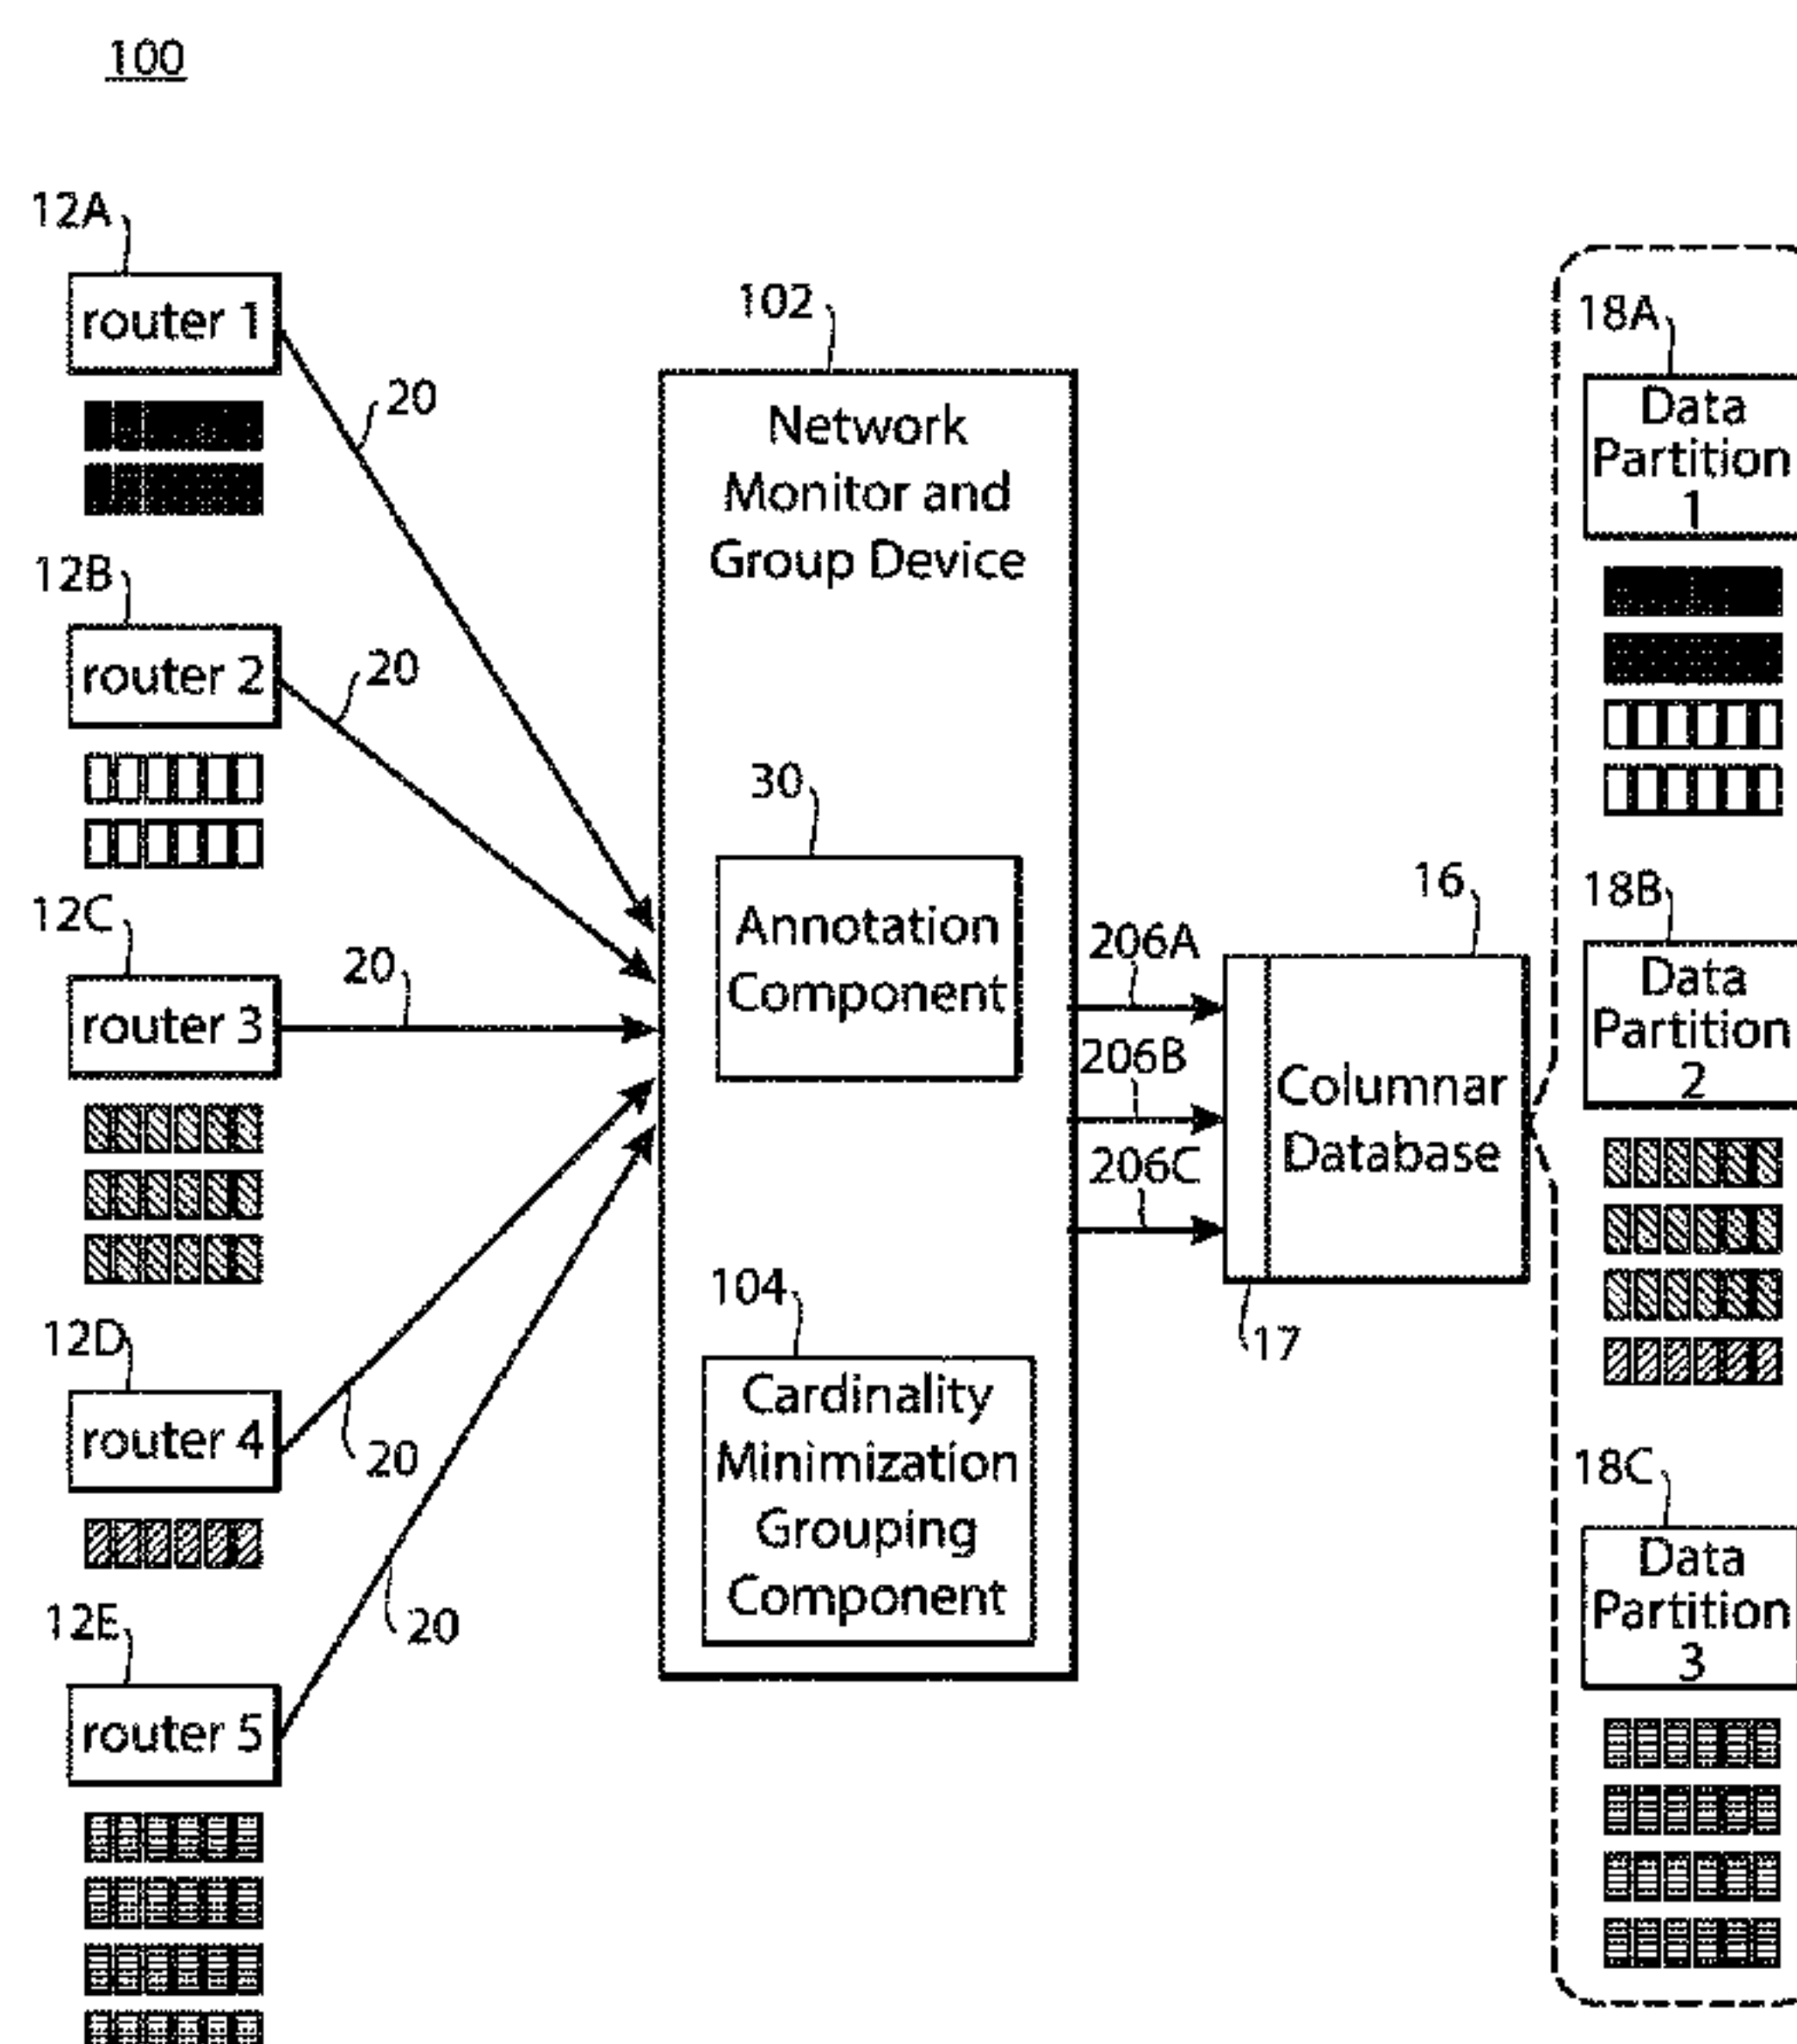 100
12A
router 1
20
12B
router 2
20
12C
router 3
20
12D
router 4
20
12E
router 5
20
102
Network
Monitor and
Group Device
30
Annotation
Component
104
Cardinality
Minimization
Grouping
Component
206A
206B
206C
16
Columnar
Database
17
18A
Data
Partition
1
18B
Data
Partition
2
18C
Data
Partition
3